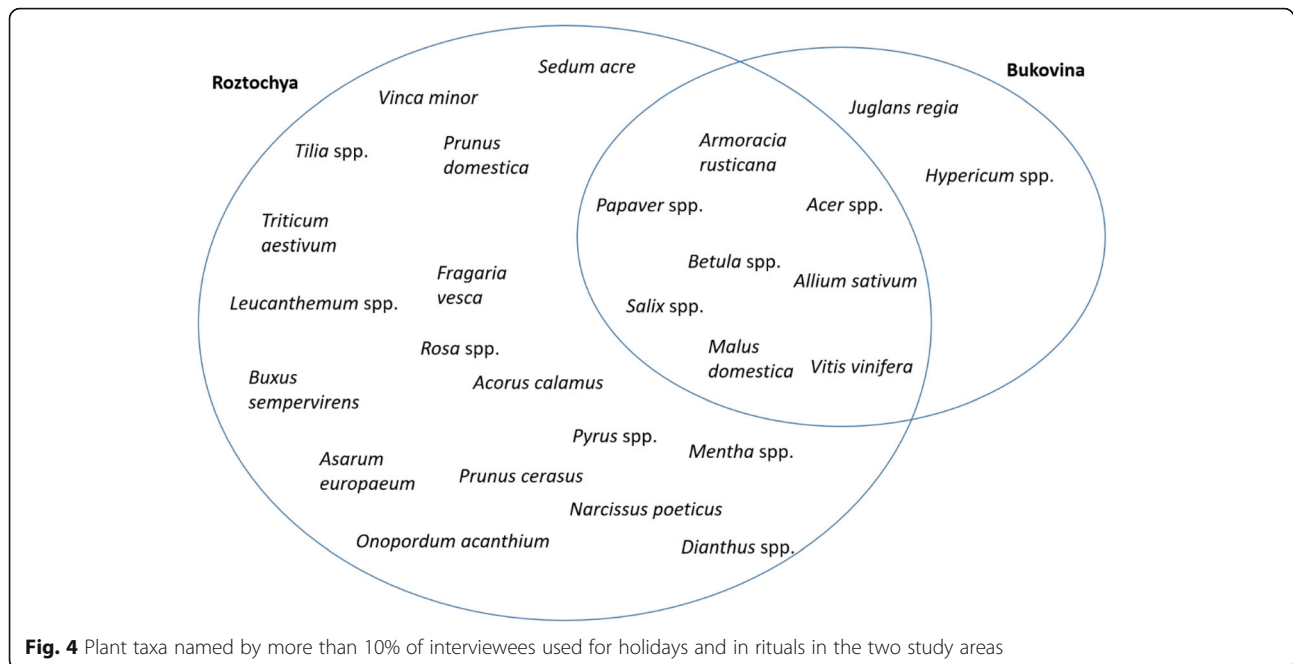 Roztochya
Bukovina
Sedum acre
Vinca minor
Juglans regia
Tilia spp.
Prunus
domestica
Armoracia
rusticana
Hypericum spp.
Papaver spp.
Acer spp.
Triticum
aestivum
Betula spp.
Allium sativum
Fragaria
vesca
Leucanthemum spp.
Salix spp.
Rosa spp.
Malus
domestica
Vitis vinifera
Buxus
sempervirens
Acorus calamus
Pyrus spp.
Mentha spp.
Asarum
europaeum
Prunus cerasus
Narcissus poeticus
Onopordum acanthium
Dianthus spp.
Fig. 4 Plant taxa named by more than 10% of interviewees used for holidays and in rituals in the two study areas